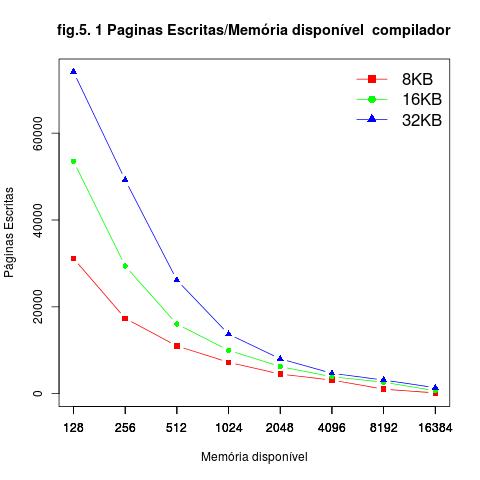 fig.5. 1 Paginas Escritas/Memória disponível  compilador
8KB
16KB
32KB
Páginas Escritas
60000
40000
20000
0
128 256 512 1024 2048 4096 8192 16384
Memória disponível